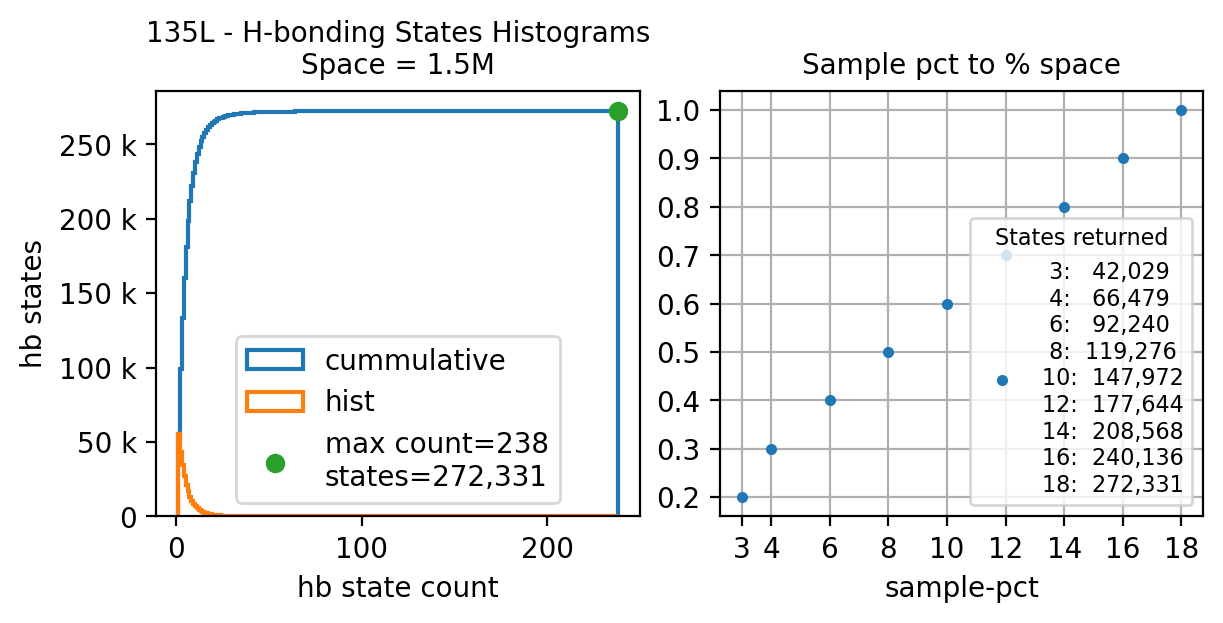 135L - H-bonding States Histograms
Space = 1.5M
hb states
250 k
200 k
150 k
100 k
50 k
0
cummulative
hist
max count=238
states=272,331
0 100 200
hb state count
Sample pct to % space
1.0
0.9
0.8
0.7
0.6
0.5
0.4
0.3
0.2
States returned
3: 42,029
4: 66,479
6: 92,240
8: 119,276
10: 147,972
12: 177,644
14: 208,568
16: 240,136
18: 272,331
3 4 6 8 10 12 14 16 18
sample-pct